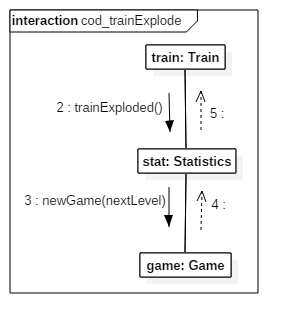 interaction cod_trainExplode
train: Train
2 : trainExploded()
5 :
stat: Statistics
3 : newGame(nextLevel)
4 :
game: Game